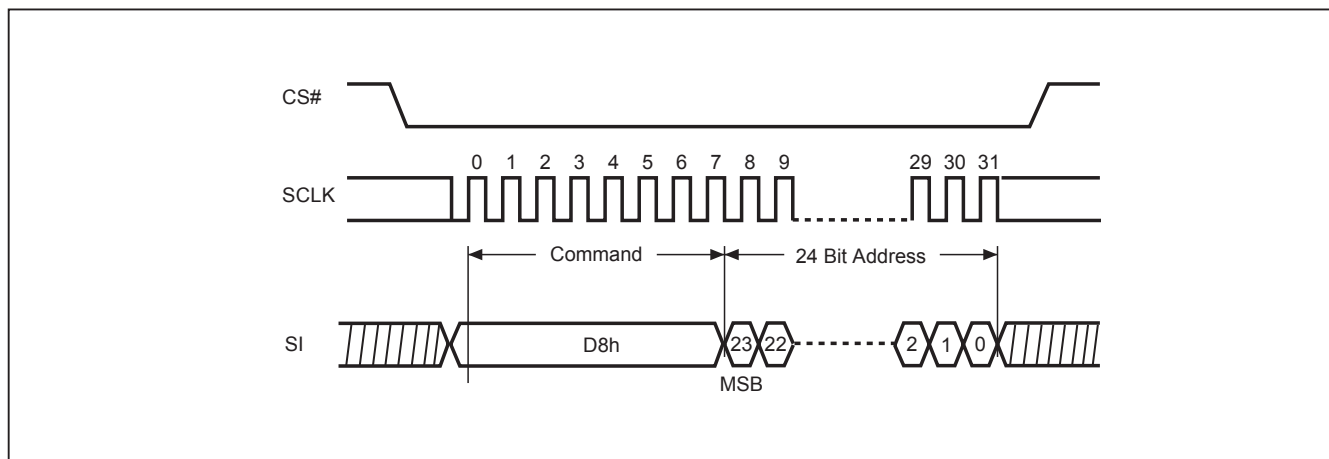 CS#
0 1 2 3 4 5 6 7 8 9 29 30 31
SCLK
Command 24 Bit Address
SI D8h 23 22 2 1 0
MSB